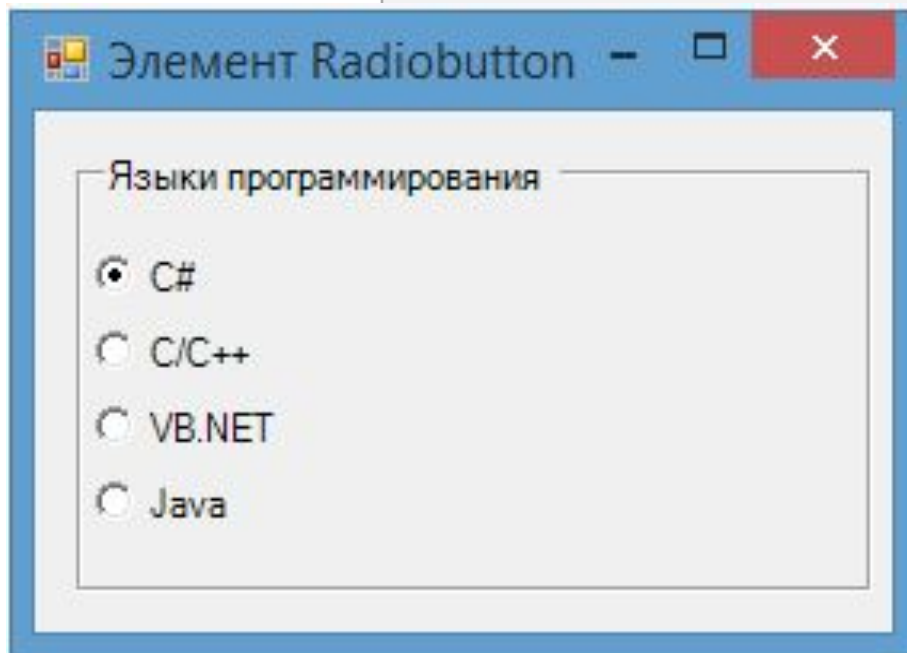 Элемент Radiobutton
Языки программирования
C#
C/C++
VB.NET
Java